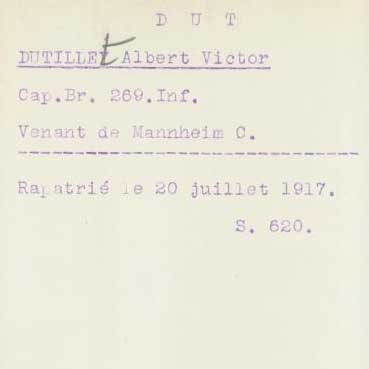 D U T
DUTILLEt Albert Victor
Cap.Br. 269.Inf.
Venant de Mannheim C.
Rapatrié le 20 juillet 1917.
S. 620.